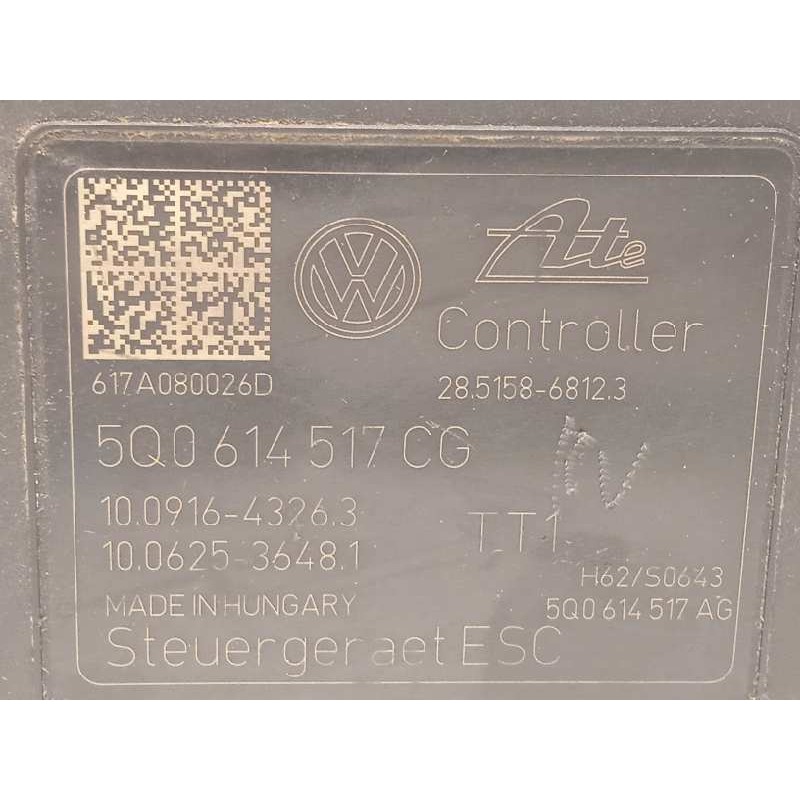 Ate
Controller
617A080026D
28.5158-6812.3
5Q0 614 517 CG
10.0916-4326.3
10.0625-3648.1
TT1
H62/S0643
MADE IN HUNGARY
5Q0 614 517 AG
Steuergeraet ESC